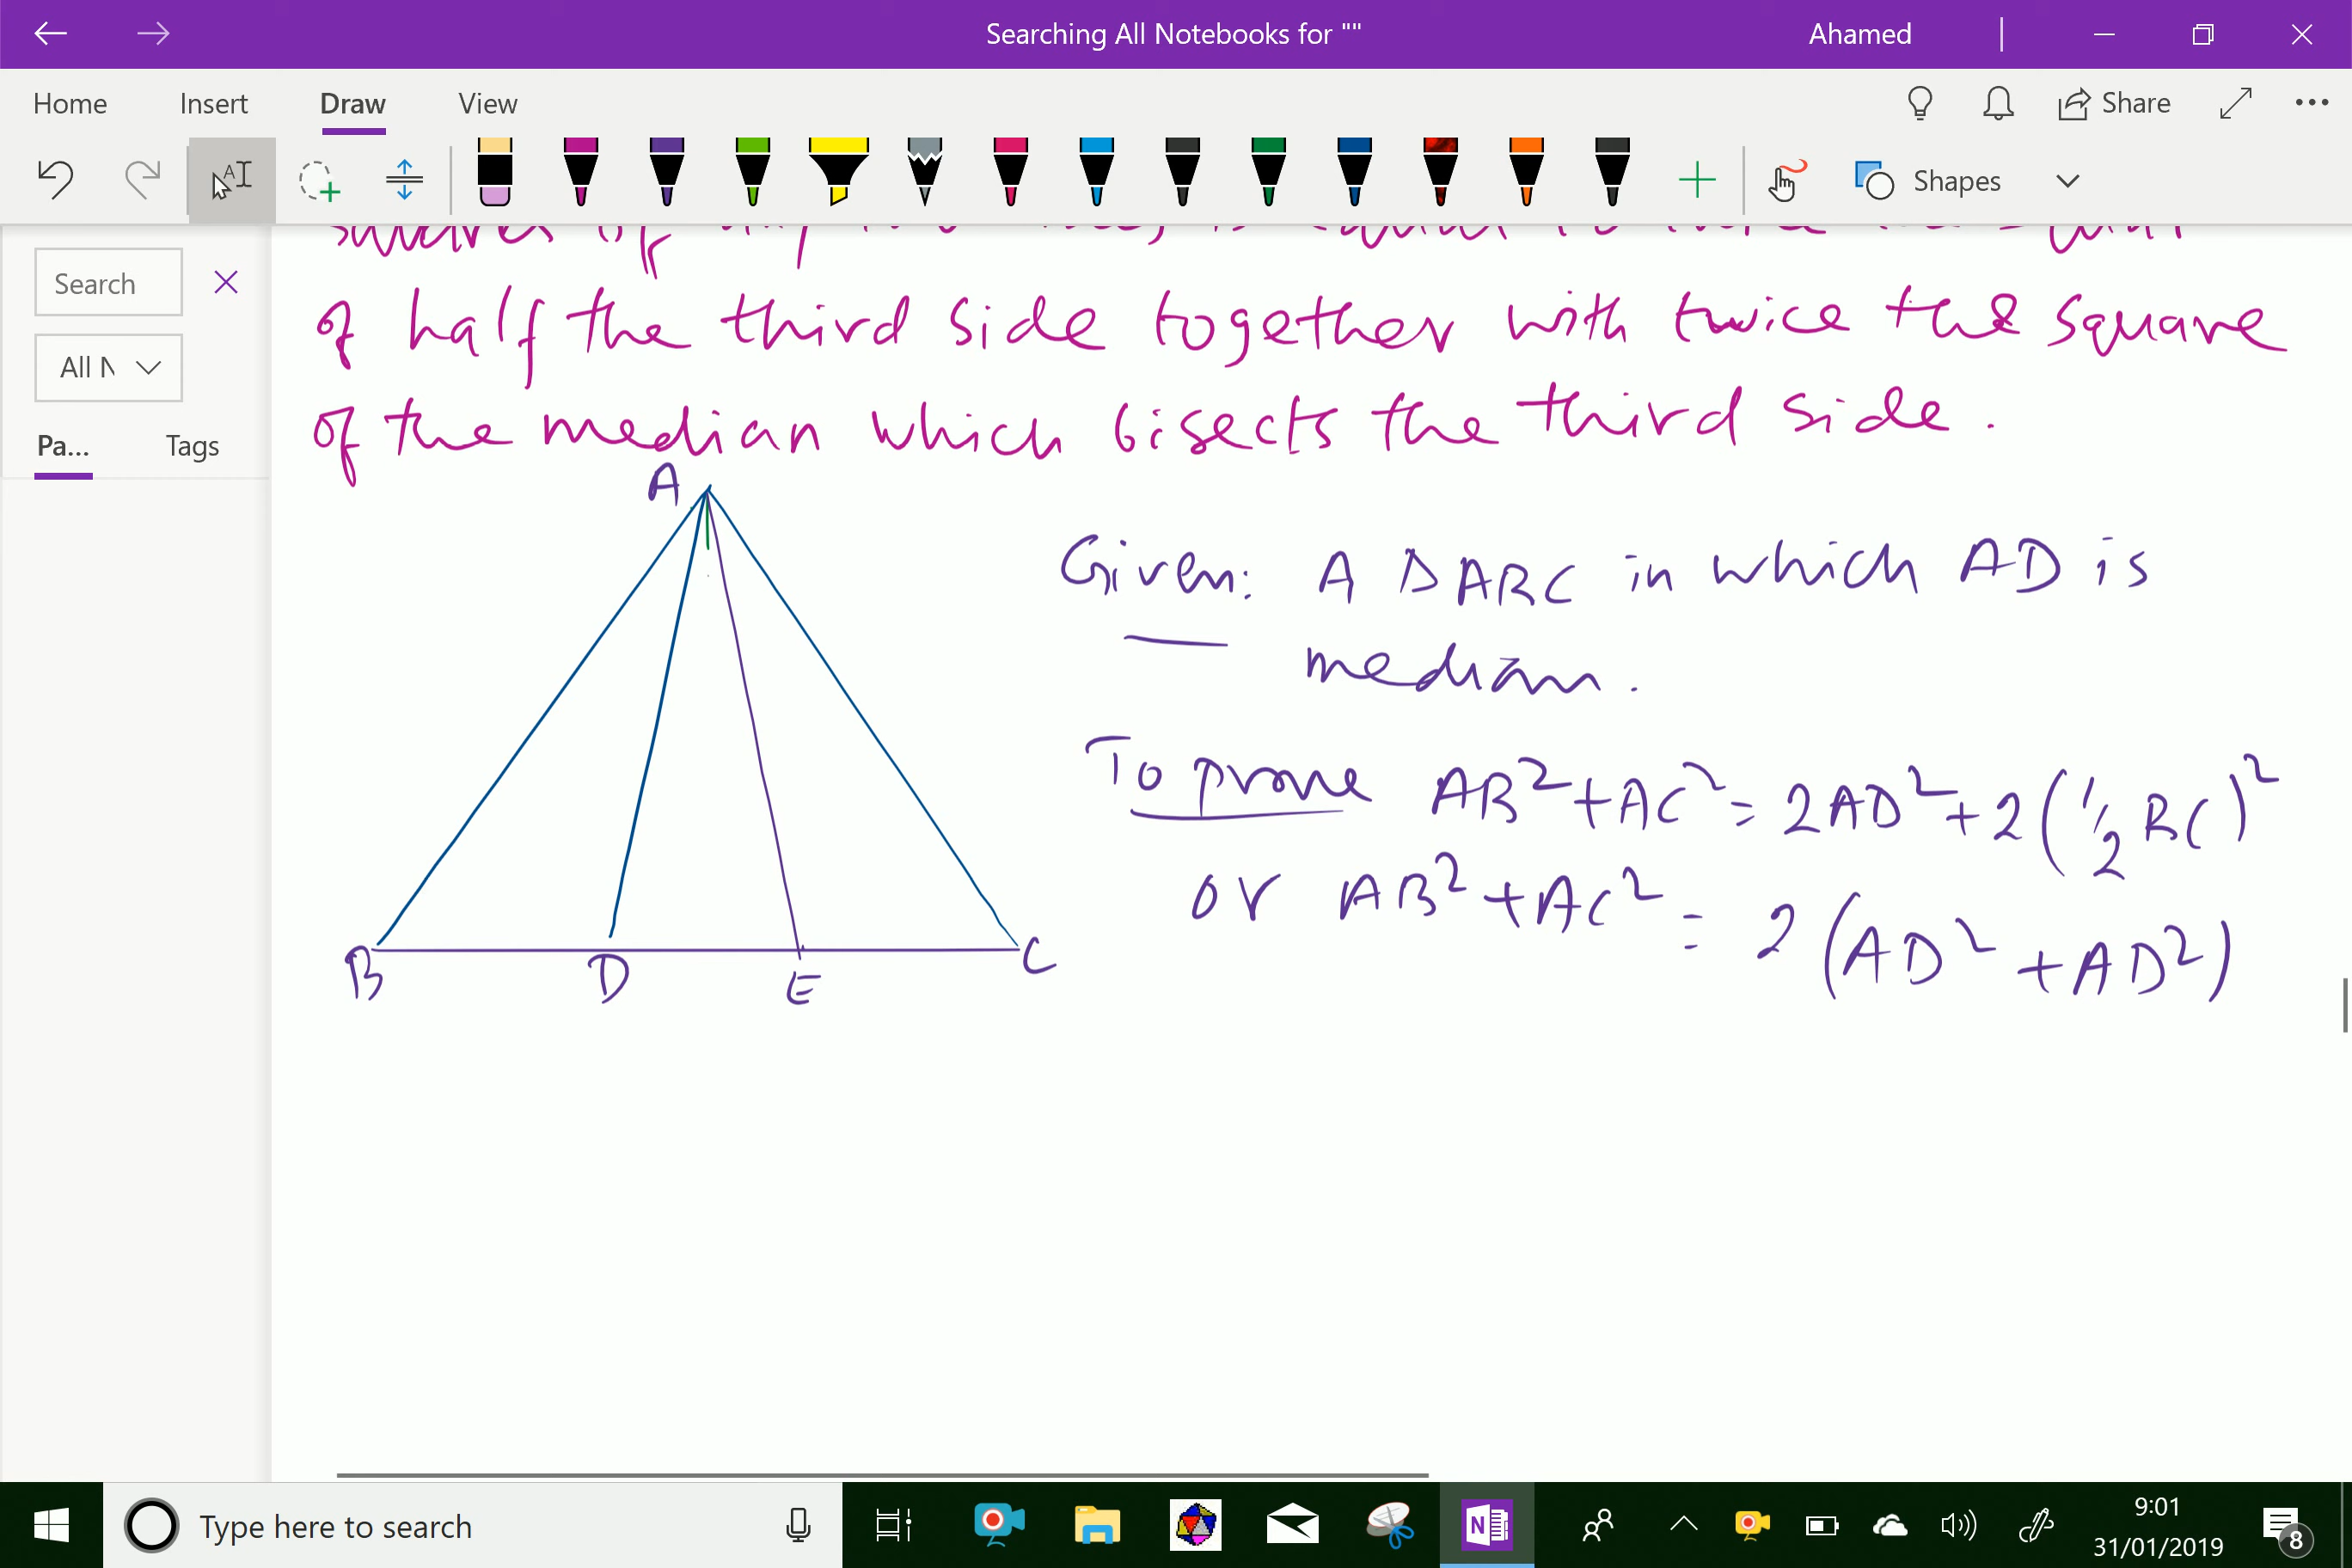 Searching All Notebooks for ""
Ahamed
Home Insert Draw View
Share
Shapes
Search
All N
Pa... Tags
of half the third side together with twice the square
of the median which bisects the third side.
A
Given: A ΔABC in which AD is
median.
To prove AB²+AC² = 2AD²+2(1/2 BC)²
or AB²+AC² = 2(AD²+AD²)
B D E C
Type here to search
9:01
31/01/2019
8